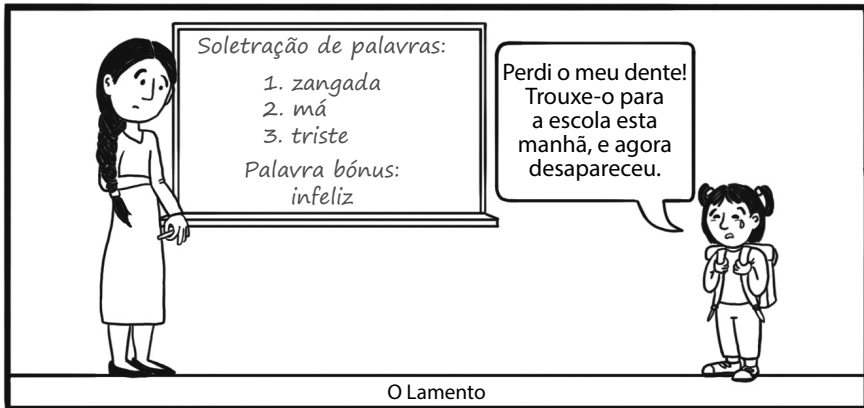 Soletração de palavras:
1. zangada
2. má
3. triste
Palavra bónus:
infeliz
Perdi o meu dente!
Trouxe-o para
a escola esta
manhã, e agora
desapareceu.
O Lamento